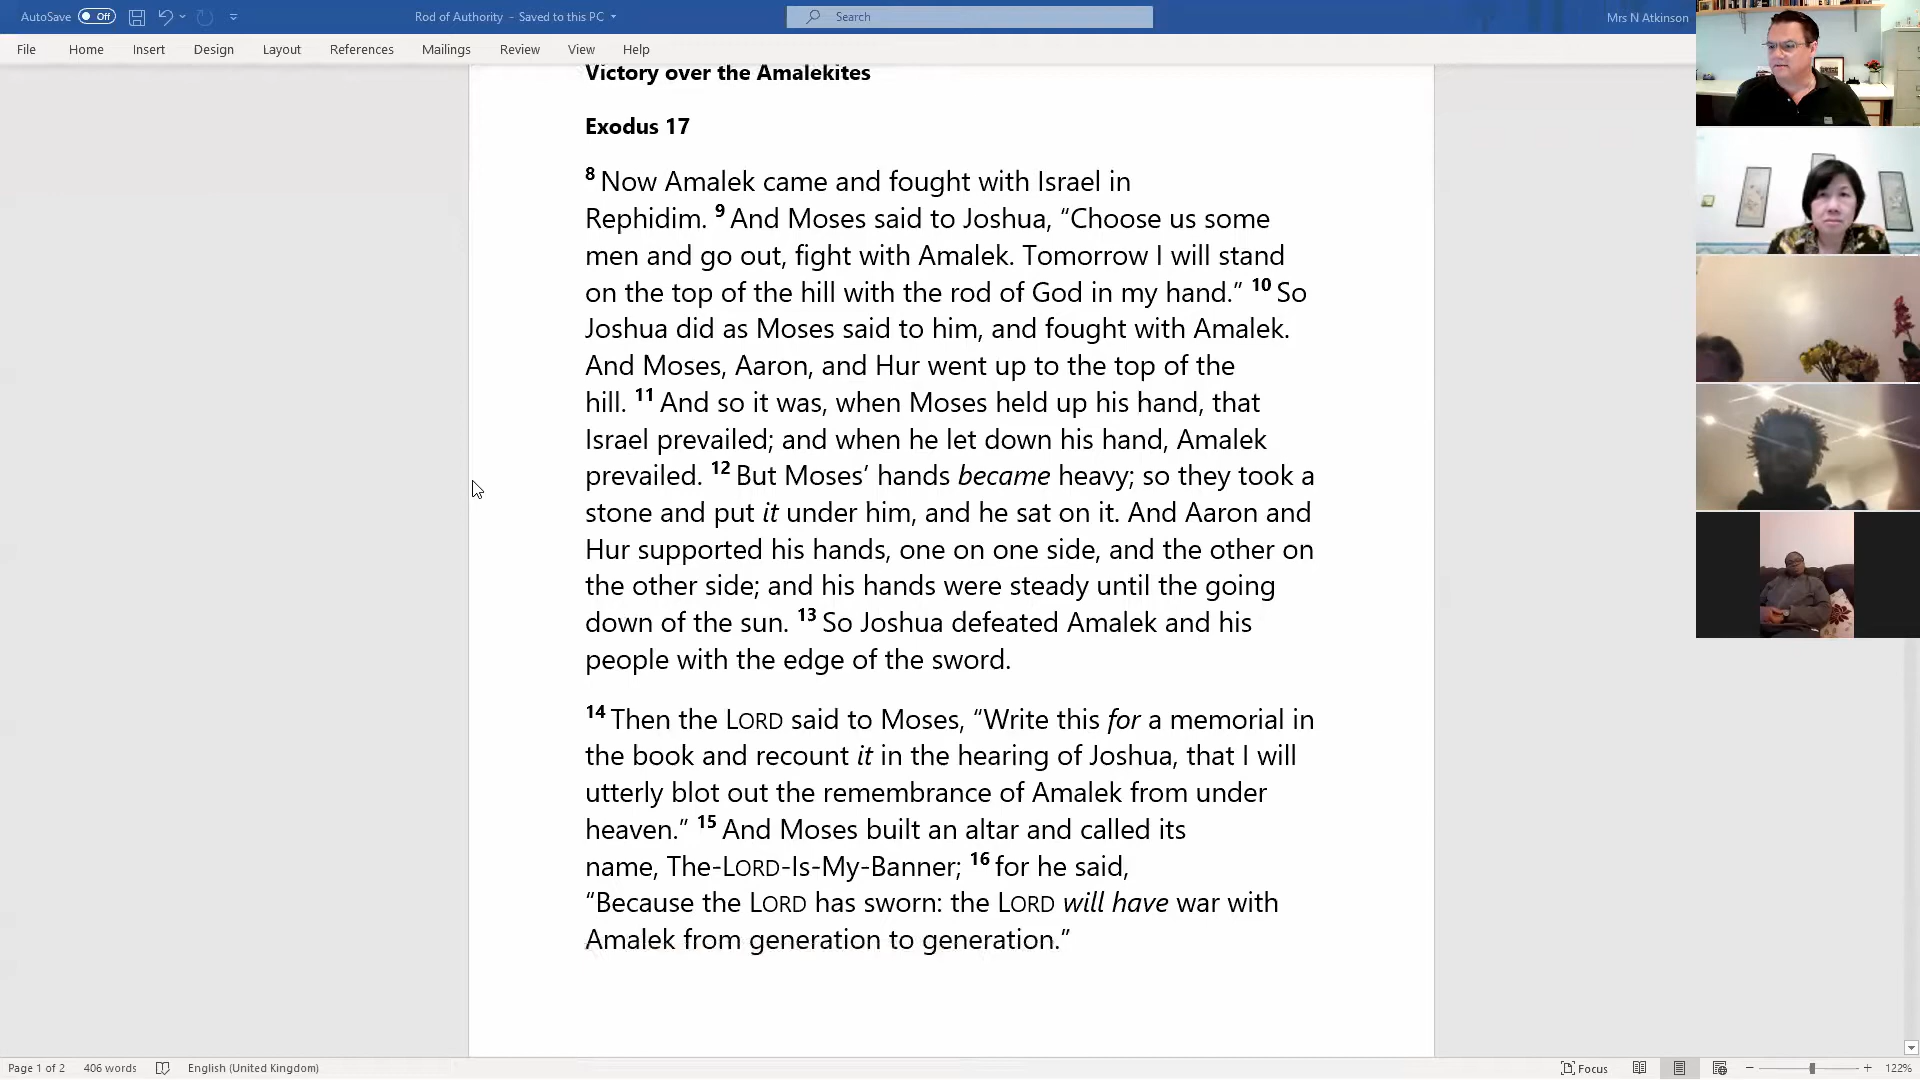 AutoSave Off Rod of Authority - Saved to this PC Search Mrs N Atkinson
File Home Insert Design Layout References Mailings Review View Help
Victory over the Amalekites
Exodus 17
8 Now Amalek came and fought with Israel in
Rephidim. 9 And Moses said to Joshua, “Choose us some
men and go out, fight with Amalek. Tomorrow I will stand
on the top of the hill with the rod of God in my hand.” 10 So
Joshua did as Moses said to him, and fought with Amalek.
And Moses, Aaron, and Hur went up to the top of the
hill. 11 And so it was, when Moses held up his hand, that
Israel prevailed; and when he let down his hand, Amalek
prevailed. 12 But Moses’ hands became heavy; so they took a
stone and put it under him, and he sat on it. And Aaron and
Hur supported his hands, one on one side, and the other on
the other side; and his hands were steady until the going
down of the sun. 13 So Joshua defeated Amalek and his
people with the edge of the sword.
14 Then the LORD said to Moses, “Write this for a memorial in
the book and recount it in the hearing of Joshua, that I will
utterly blot out the remembrance of Amalek from under
heaven.” 15 And Moses built an altar and called its
name, The-LORD-Is-My-Banner; 16 for he said,
“Because the LORD has sworn: the LORD will have war with
Amalek from generation to generation.”
Page 1 of 2 406 words English (United Kingdom) Focus 122%